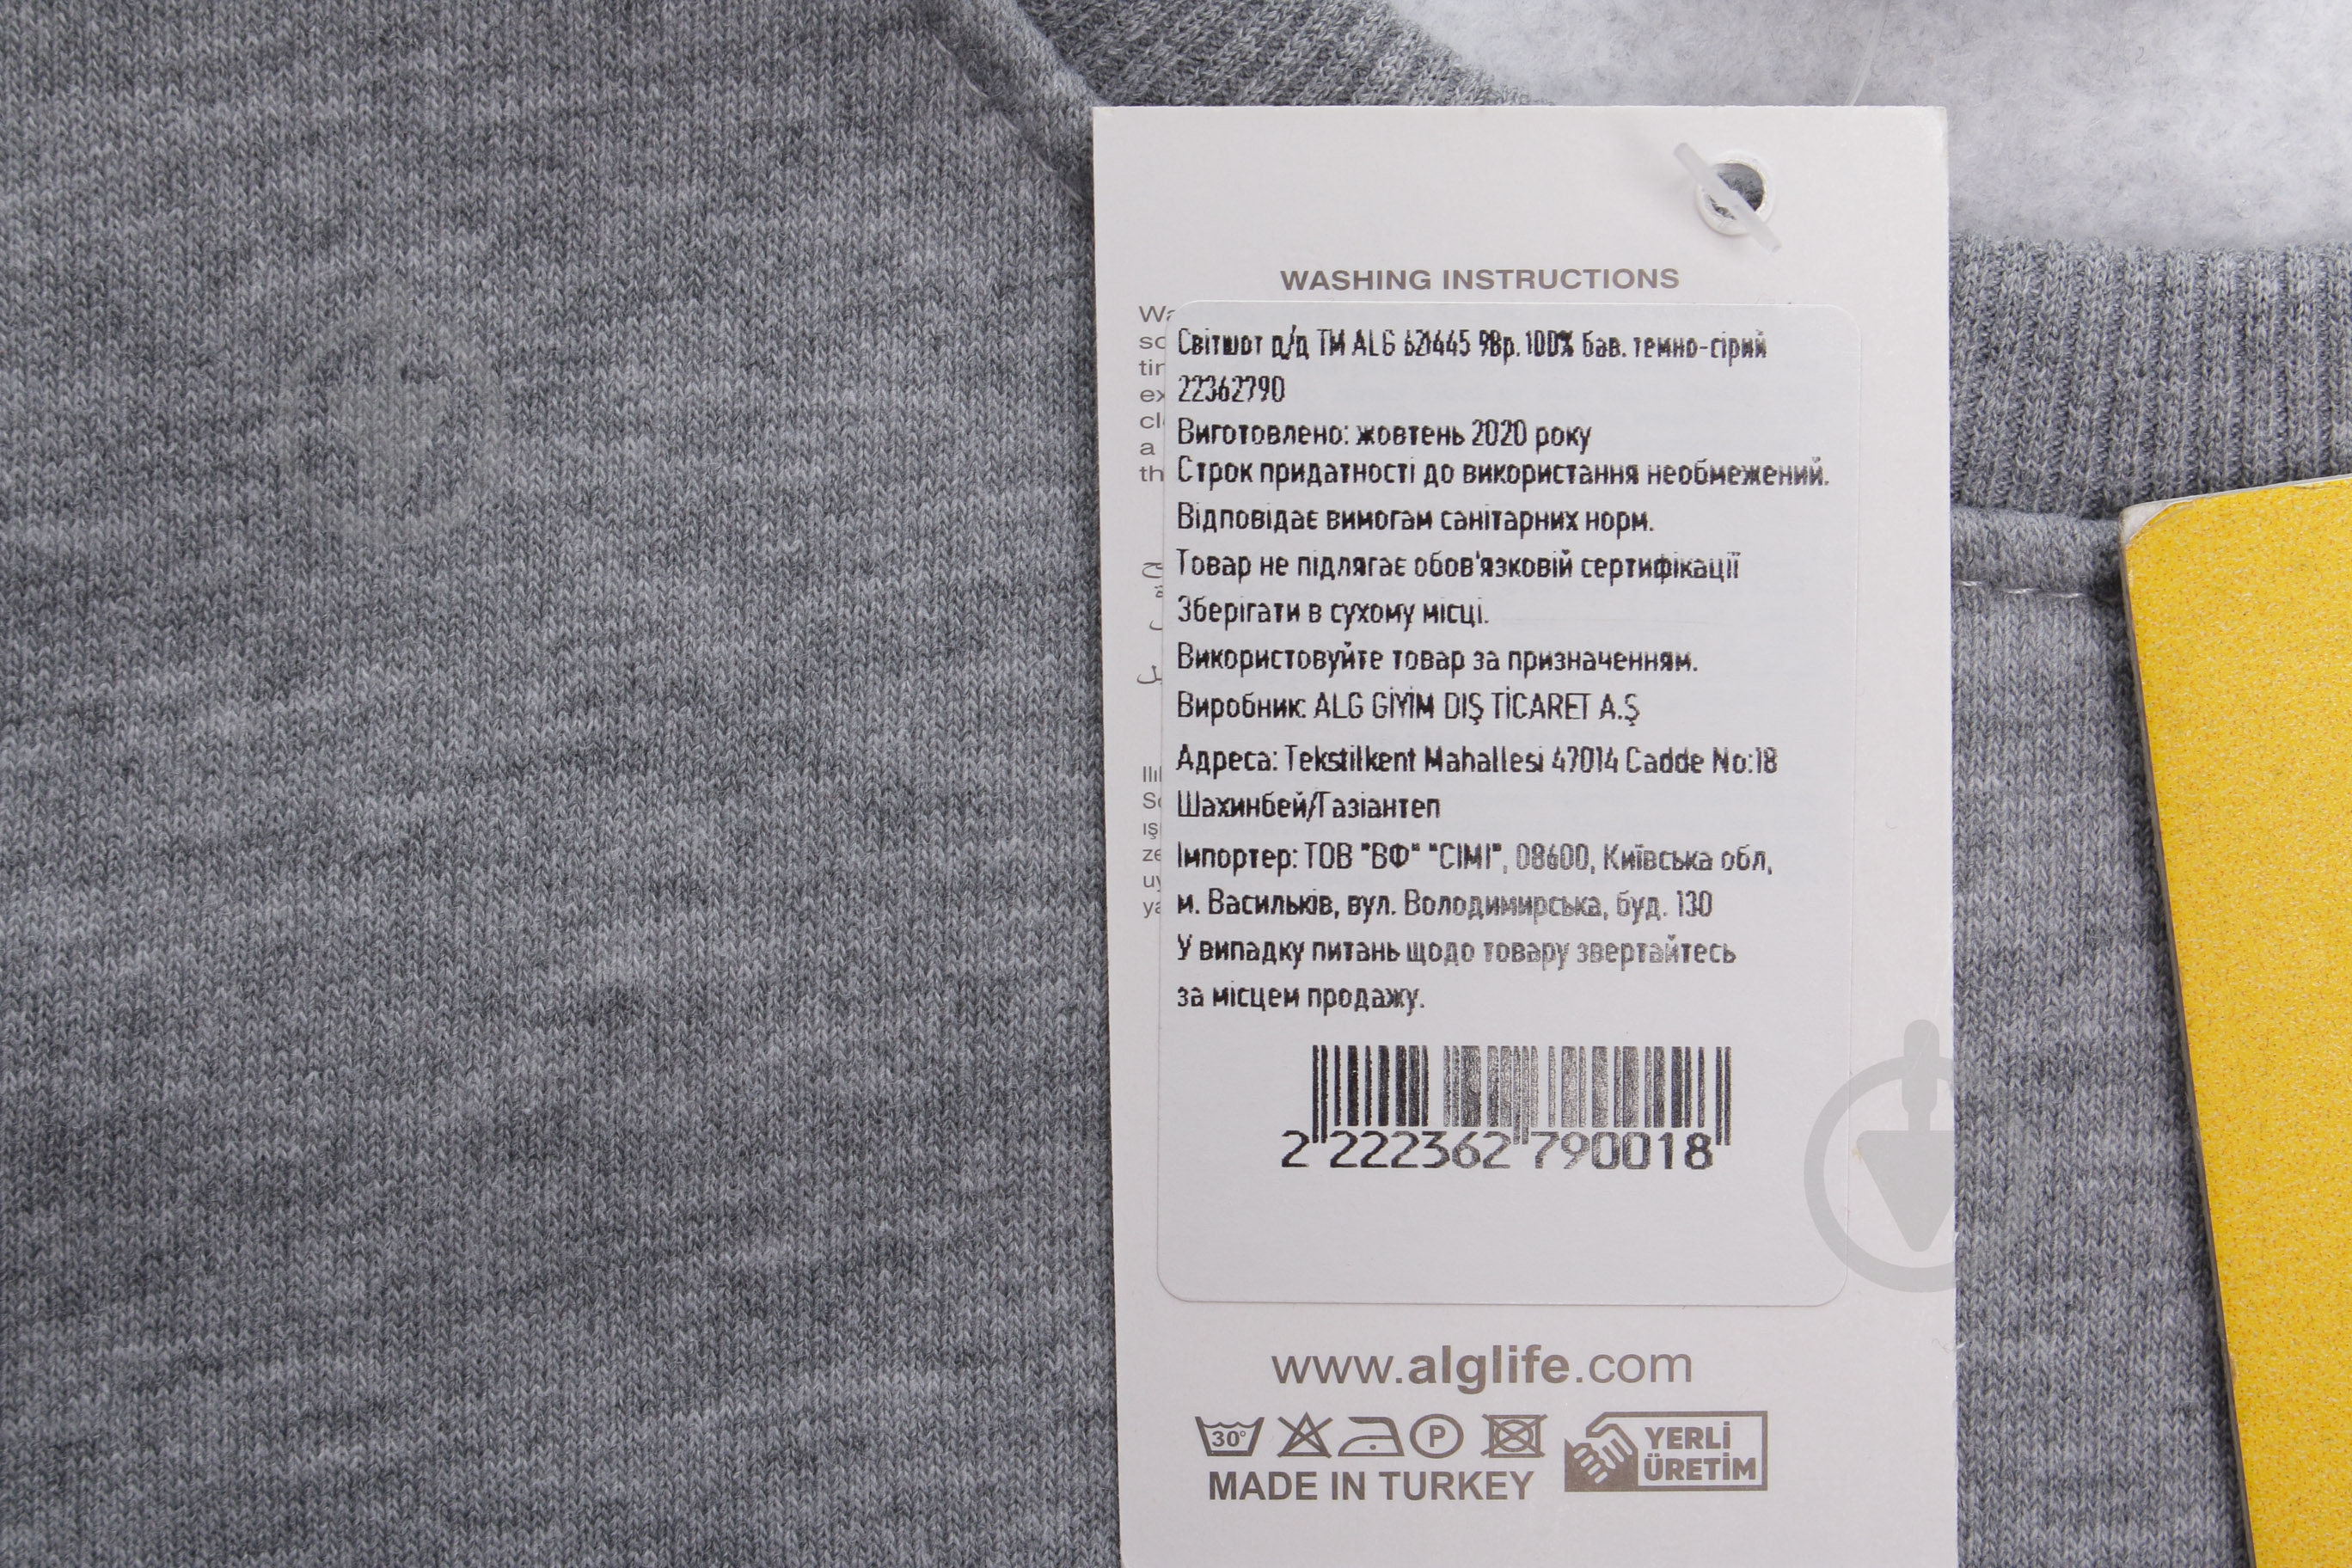 WASHING INSTRUCTIONS
Світшот д/д ТМ ALG 621445 98р. 100% бав. темно-сірий
22362790
Виготовлено: жовтень 2020 року
Строк придатності до використання необмежений.
Відповідає вимогам санітарних норм.
Товар не підлягає обов'язковій сертифікації
Зберігати в сухому місці.
Використовуйте товар за призначенням.
Виробник: ALG GİYİM DIŞ TİCARET A.Ş
Адреса: Tekstilkent Mahallesi 47014 Cadde No:18
Шахинбей/Газіантеп
Імпортер: ТОВ "ВФ" "СІМІ", 08600, Київська обл,
м. Васильків, вул. Володимирська, буд. 130
У випадку питань щодо товару звертайтесь
за місцем продажу.
2 222362 790018
www.alglife.com
30°
P
YERLİ
ÜRETİM
MADE IN TURKEY